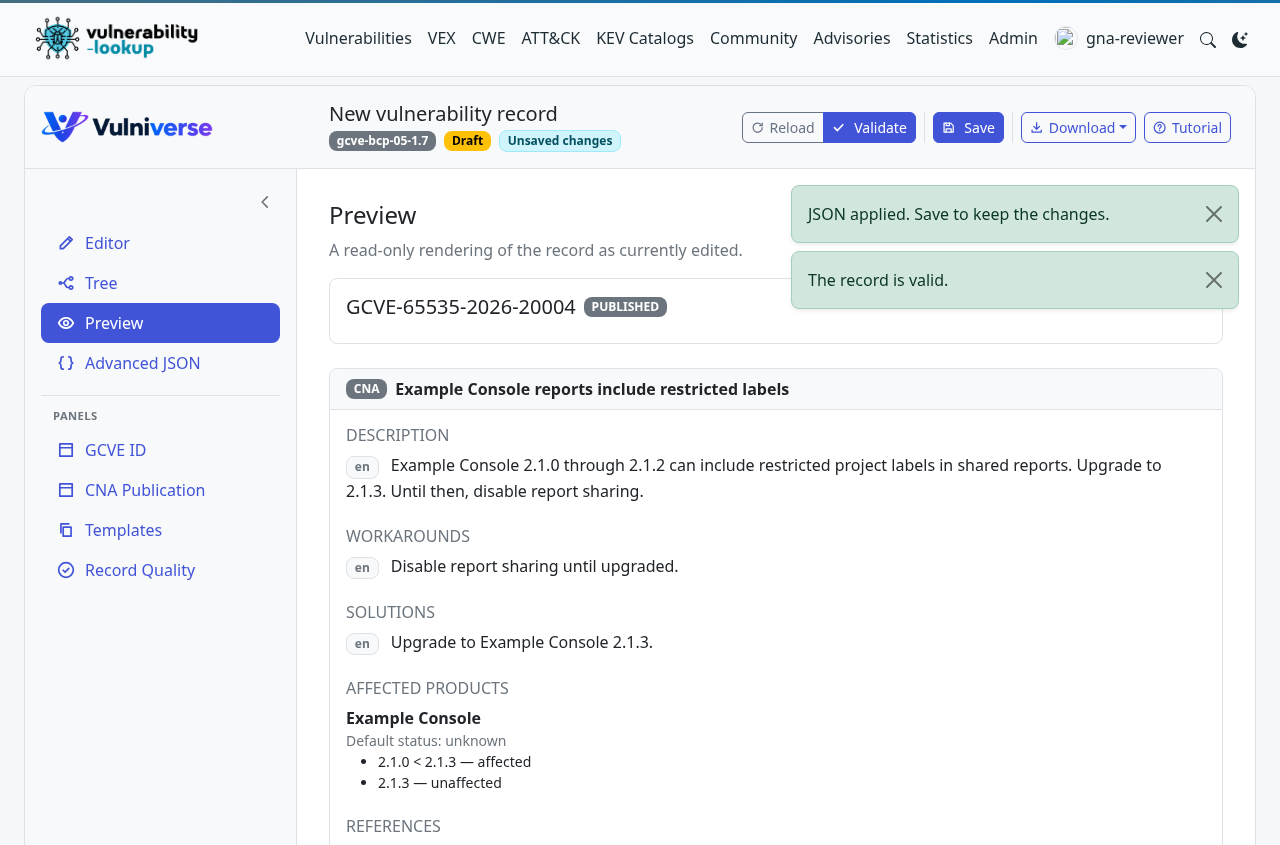 vulnerability
-lookup
Vulnerabilities VEX CWE ATT&CK KEV Catalogs Community Advisories Statistics Admin gna-reviewer
Vulniverse
New vulnerability record
gcve-bcp-05-1.7 Draft Unsaved changes
Reload Validate Save Download Tutorial
Editor
Tree
Preview
Advanced JSON
PANELS
GCVE ID
CNA Publication
Templates
Record Quality
Preview
A read-only rendering of the record as currently edited.
JSON applied. Save to keep the changes.
The record is valid.
GCVE-65535-2026-20004 PUBLISHED
CNA Example Console reports include restricted labels
DESCRIPTION
en Example Console 2.1.0 through 2.1.2 can include restricted project labels in shared reports. Upgrade to
2.1.3. Until then, disable report sharing.
WORKAROUNDS
en Disable report sharing until upgraded.
SOLUTIONS
en Upgrade to Example Console 2.1.3.
AFFECTED PRODUCTS
Example Console
Default status: unknown
• 2.1.0 < 2.1.3 — affected
• 2.1.3 — unaffected
REFERENCES